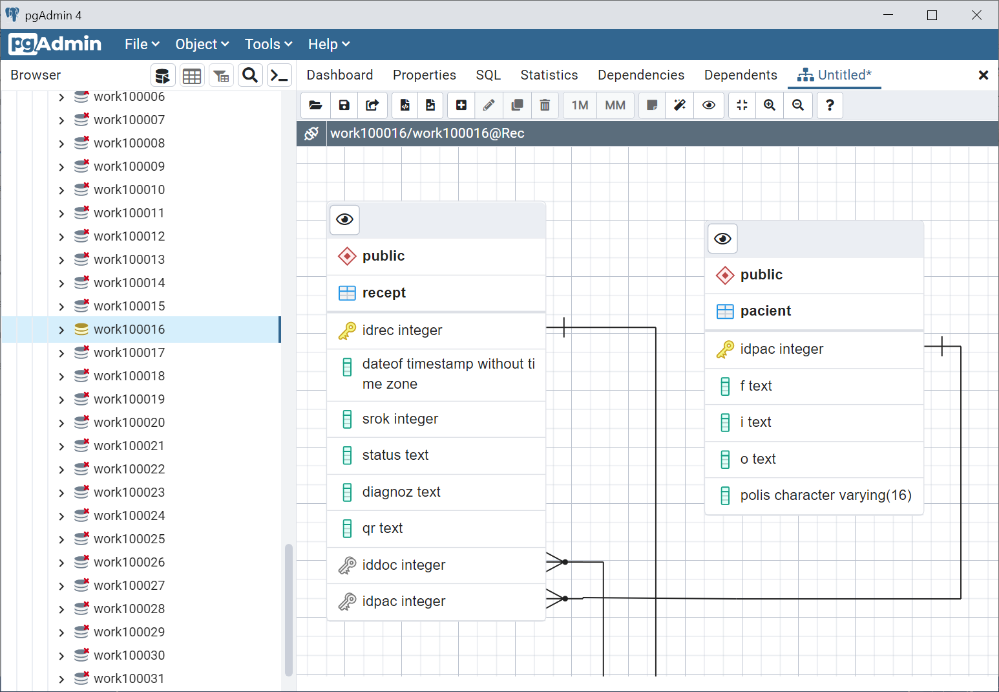 pgAdmin 4
pgAdmin File Object Tools Help
Browser
Dashboard Properties SQL Statistics Dependencies Dependents Untitled*
1M MM ?
work100016/work100016@Rec
work100006
work100007
work100008
work100009
work100010
work100011
work100012
work100013
work100014
work100015
work100016
work100017
work100018
work100019
work100020
work100021
work100022
work100023
work100024
work100025
work100026
work100027
work100028
work100029
work100030
work100031
public
recept
idrec integer
dateof timestamp without ti
me zone
srok integer
status text
diagnoz text
qr text
iddoc integer
idpac integer
public
pacient
idpac integer
f text
i text
o text
polis character varying(16)